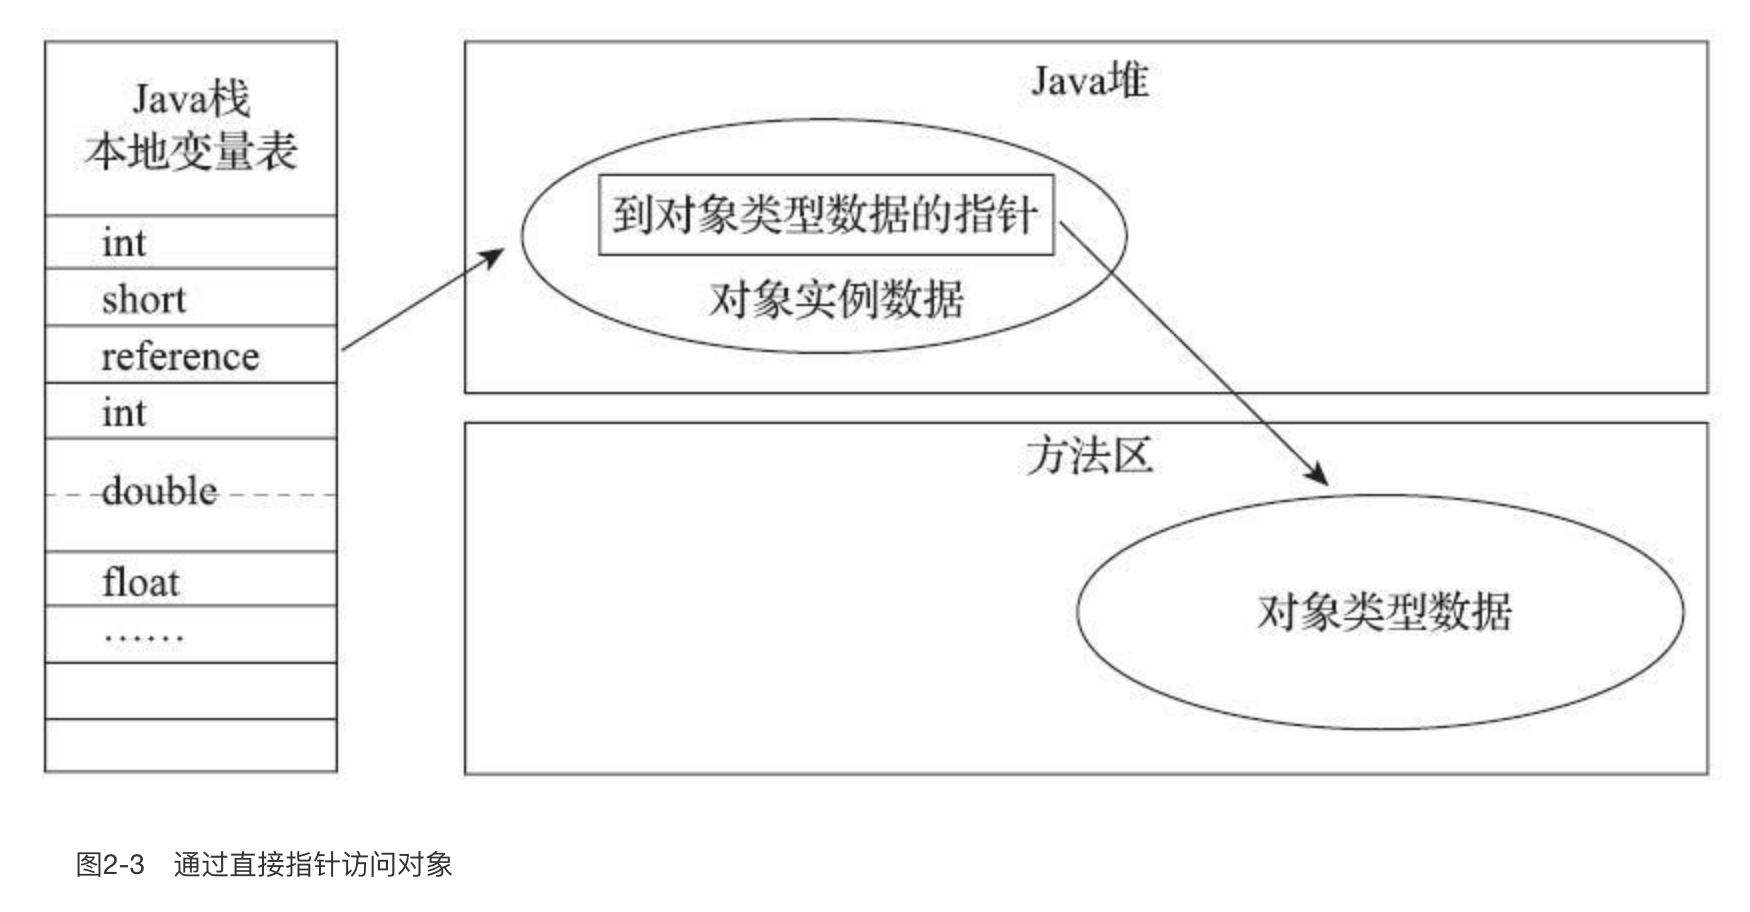 Java栈
本地变量表
int
short
reference
int
double
float
……
Java堆
到对象类型数据的指针
对象实例数据
方法区
对象类型数据
图2-3 通过直接指针访问对象